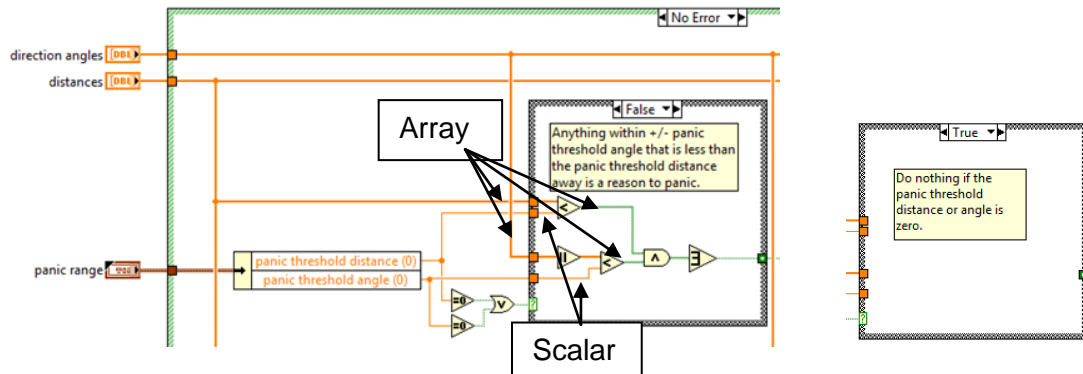 No Error
direction angles
DBL
distances
DBL
False
Array
Anything within +/- panic
threshold angle that is less than
the panic threshold distance
away is a reason to panic.
True
Do nothing if the
panic threshold
distance or angle is
zero.
panic range
panic threshold distance (0)
panic threshold angle (0)
=0
=0
V
?
<
||
<
∧
∃
?
Scalar